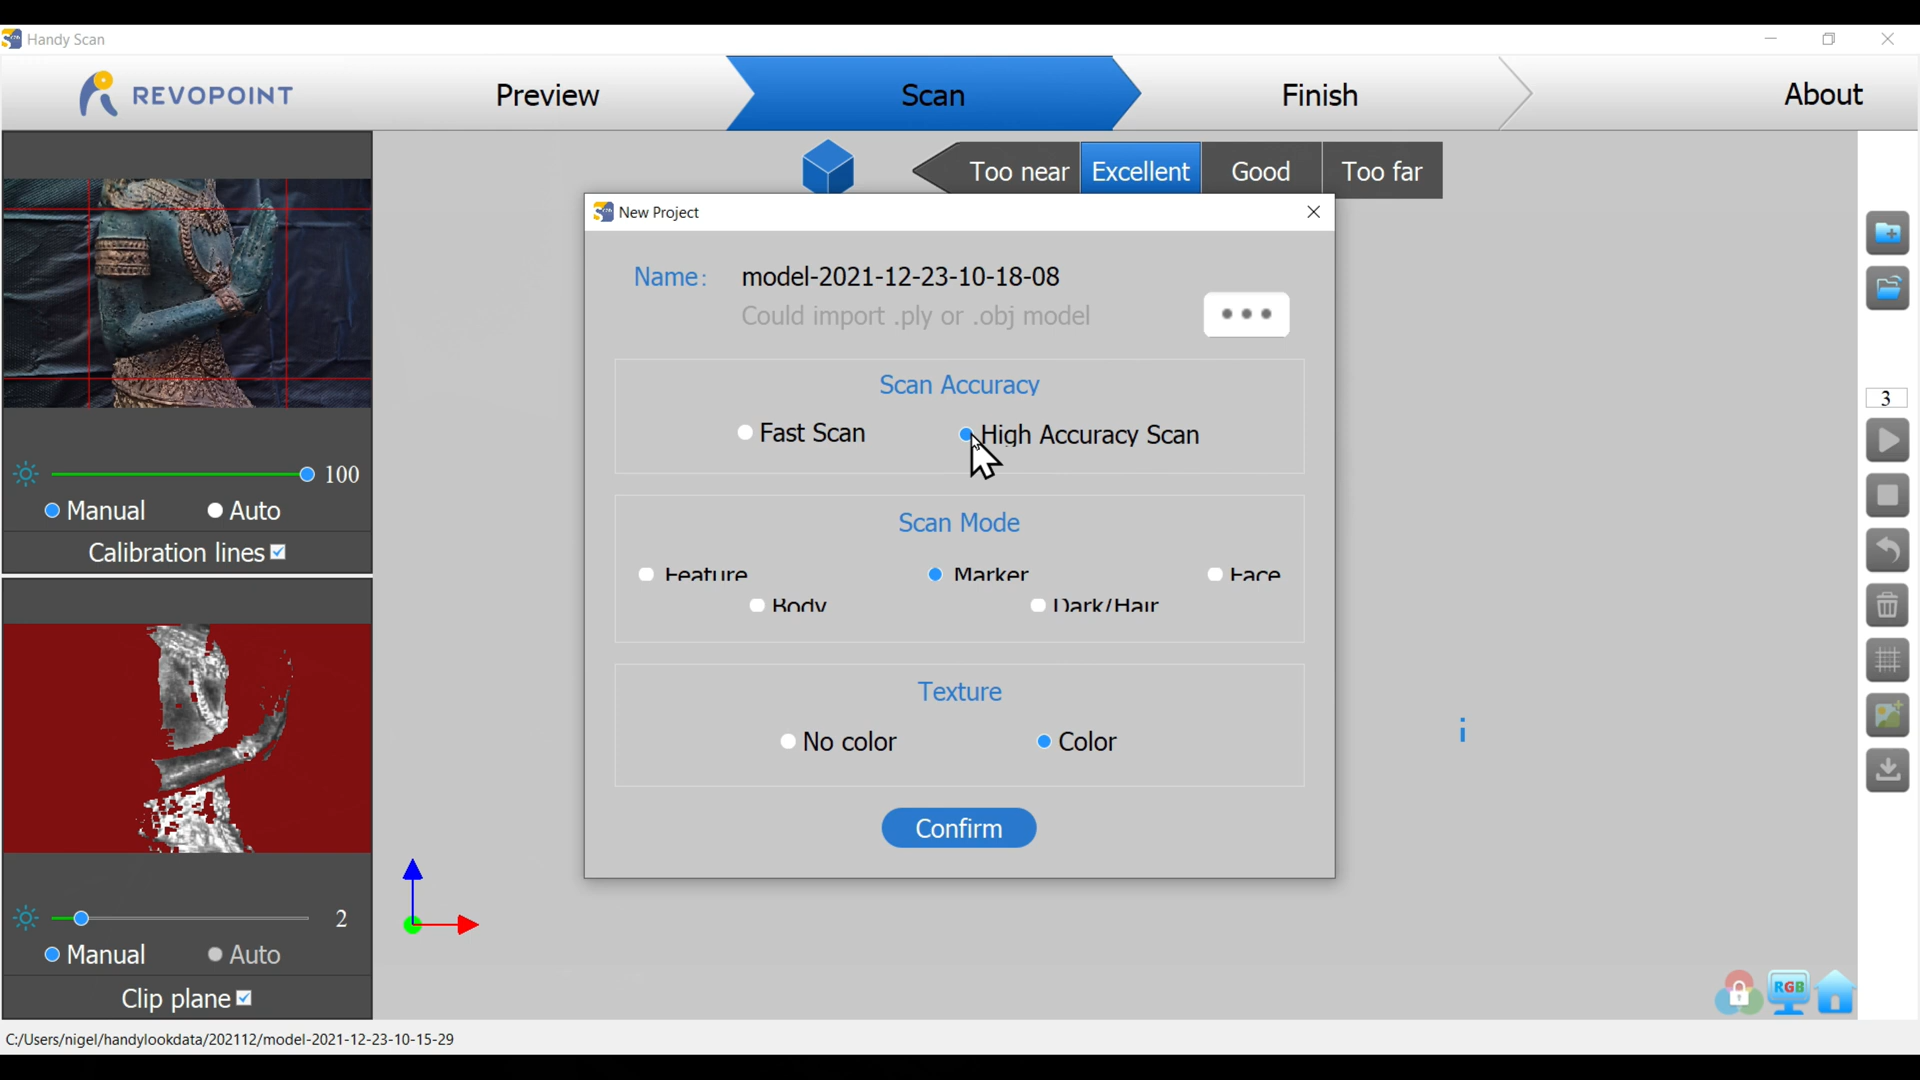 Handy Scan
REVOPOINT
Preview
Scan
Finish
About
Too near
Excellent
Good
Too far
New Project
Name: model-2021-12-23-10-18-08
Could import .ply or .obj model
Scan Accuracy
Fast Scan
High Accuracy Scan
Scan Mode
Feature
Marker
Face
Body
Dark/Hair
Texture
No color
Color
Confirm
100
Manual
Auto
Calibration lines
2
Manual
Auto
Clip plane
3
i
RGB
C:/Users/nigel/handylookdata/202112/model-2021-12-23-10-15-29